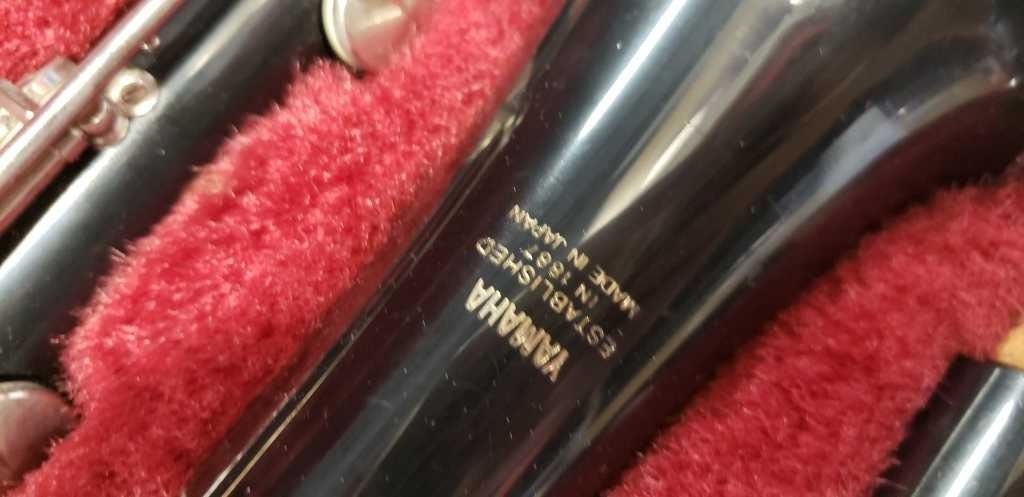 YAMAHA
ESTABLISHED
IN 1887
MADE IN JAPAN